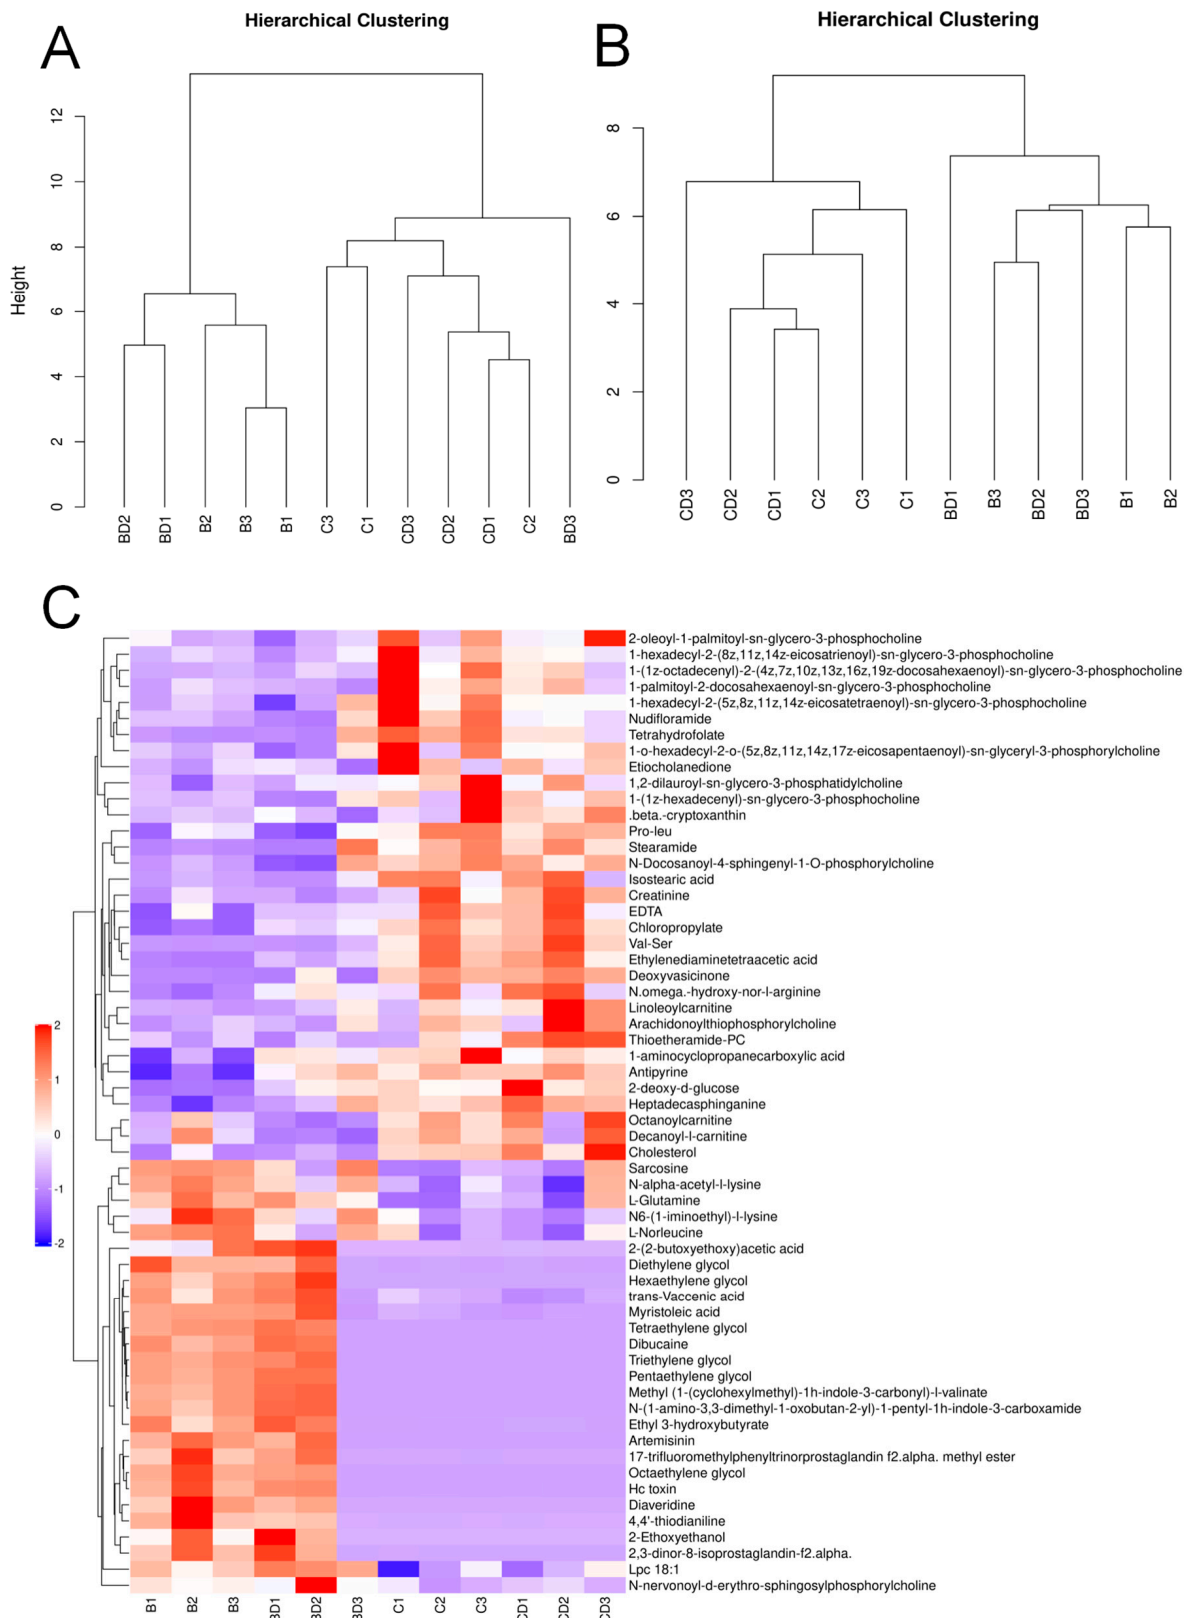 A
Hierarchical Clustering
Height
0
2
4
6
8
10
12
BD2
BD1
B2
B3
B1
C3
C1
CD3
CD2
CD1
C2
BD3
B
Hierarchical Clustering
0
2
4
6
8
CD3
CD2
CD1
C2
C3
C1
BD1
B3
BD2
BD3
B1
B2
C
2-oleoyl-1-palmitoyl-sn-glycero-3-phosphocholine
1-hexadecyl-2-(8z,11z,14z-eicosatrienoyl)-sn-glycero-3-phosphocholine
1-(1z-octadecenyl)-2-(4z,7z,10z,13z,16z,19z-docosahexaenoyl)-sn-glycero-3-phosphocholine
1-palmitoyl-2-docosahexaenoyl-sn-glycero-3-phosphocholine
1-hexadecyl-2-(5z,8z,11z,14z-eicosatetraenoyl)-sn-glycero-3-phosphocholine
Nudifloramide
Tetrahydrofolate
1-o-hexadecyl-2-o-(5z,8z,11z,14z,17z-eicosapentaenoyl)-sn-glyceryl-3-phosphorylcholine
Etiocholanedione
1,2-dilauroyl-sn-glycero-3-phosphatidylcholine
1-(1z-hexadecenyl)-sn-glycero-3-phosphocholine
.beta.-cryptoxanthin
Pro-leu
Stearamide
N-Docosanoyl-4-sphingenyl-1-O-phosphorylcholine
Isostearic acid
Creatinine
EDTA
Chloropropylate
Val-Ser
Ethylenediaminetetraacetic acid
Deoxyvasicinone
N.omega.-hydroxy-nor-l-arginine
Linoleoylcarnitine
Arachidonoylthiophosphorylcholine
Thioetheramide-PC
1-aminocyclopropanecarboxylic acid
Antipyrine
2-deoxy-d-glucose
Heptadecasphinganine
Octanoylcarnitine
Decanoyl-l-carnitine
Cholesterol
Sarcosine
N-alpha-acetyl-l-lysine
L-Glutamine
N6-(1-iminoethyl)-l-lysine
L-Norleucine
2-(2-butoxyethoxy)acetic acid
Diethylene glycol
Hexaethylene glycol
trans-Vaccenic acid
Myristoleic acid
Tetraethylene glycol
Dibucaine
Triethylene glycol
Pentaethylene glycol
Methyl (1-(cyclohexylmethyl)-1h-indole-3-carbonyl)-l-valinate
N-(1-amino-3,3-dimethyl-1-oxobutan-2-yl)-1-pentyl-1h-indole-3-carboxamide
Ethyl 3-hydroxybutyrate
Artemisinin
17-trifluoromethylphenyltrinorprostaglandin f2.alpha. methyl ester
Octaethylene glycol
Hc toxin
Diaveridine
4,4'-thiodianiline
2-Ethoxyethanol
2,3-dinor-8-isoprostaglandin-f2.alpha.
Lpc 18:1
N-nervonoyl-d-erythro-sphingosylphosphorylcholine
2
1
0
-1
-2
B1
B2
B3
BD1
BD2
BD3
C1
C2
C3
CD1
CD2
CD3